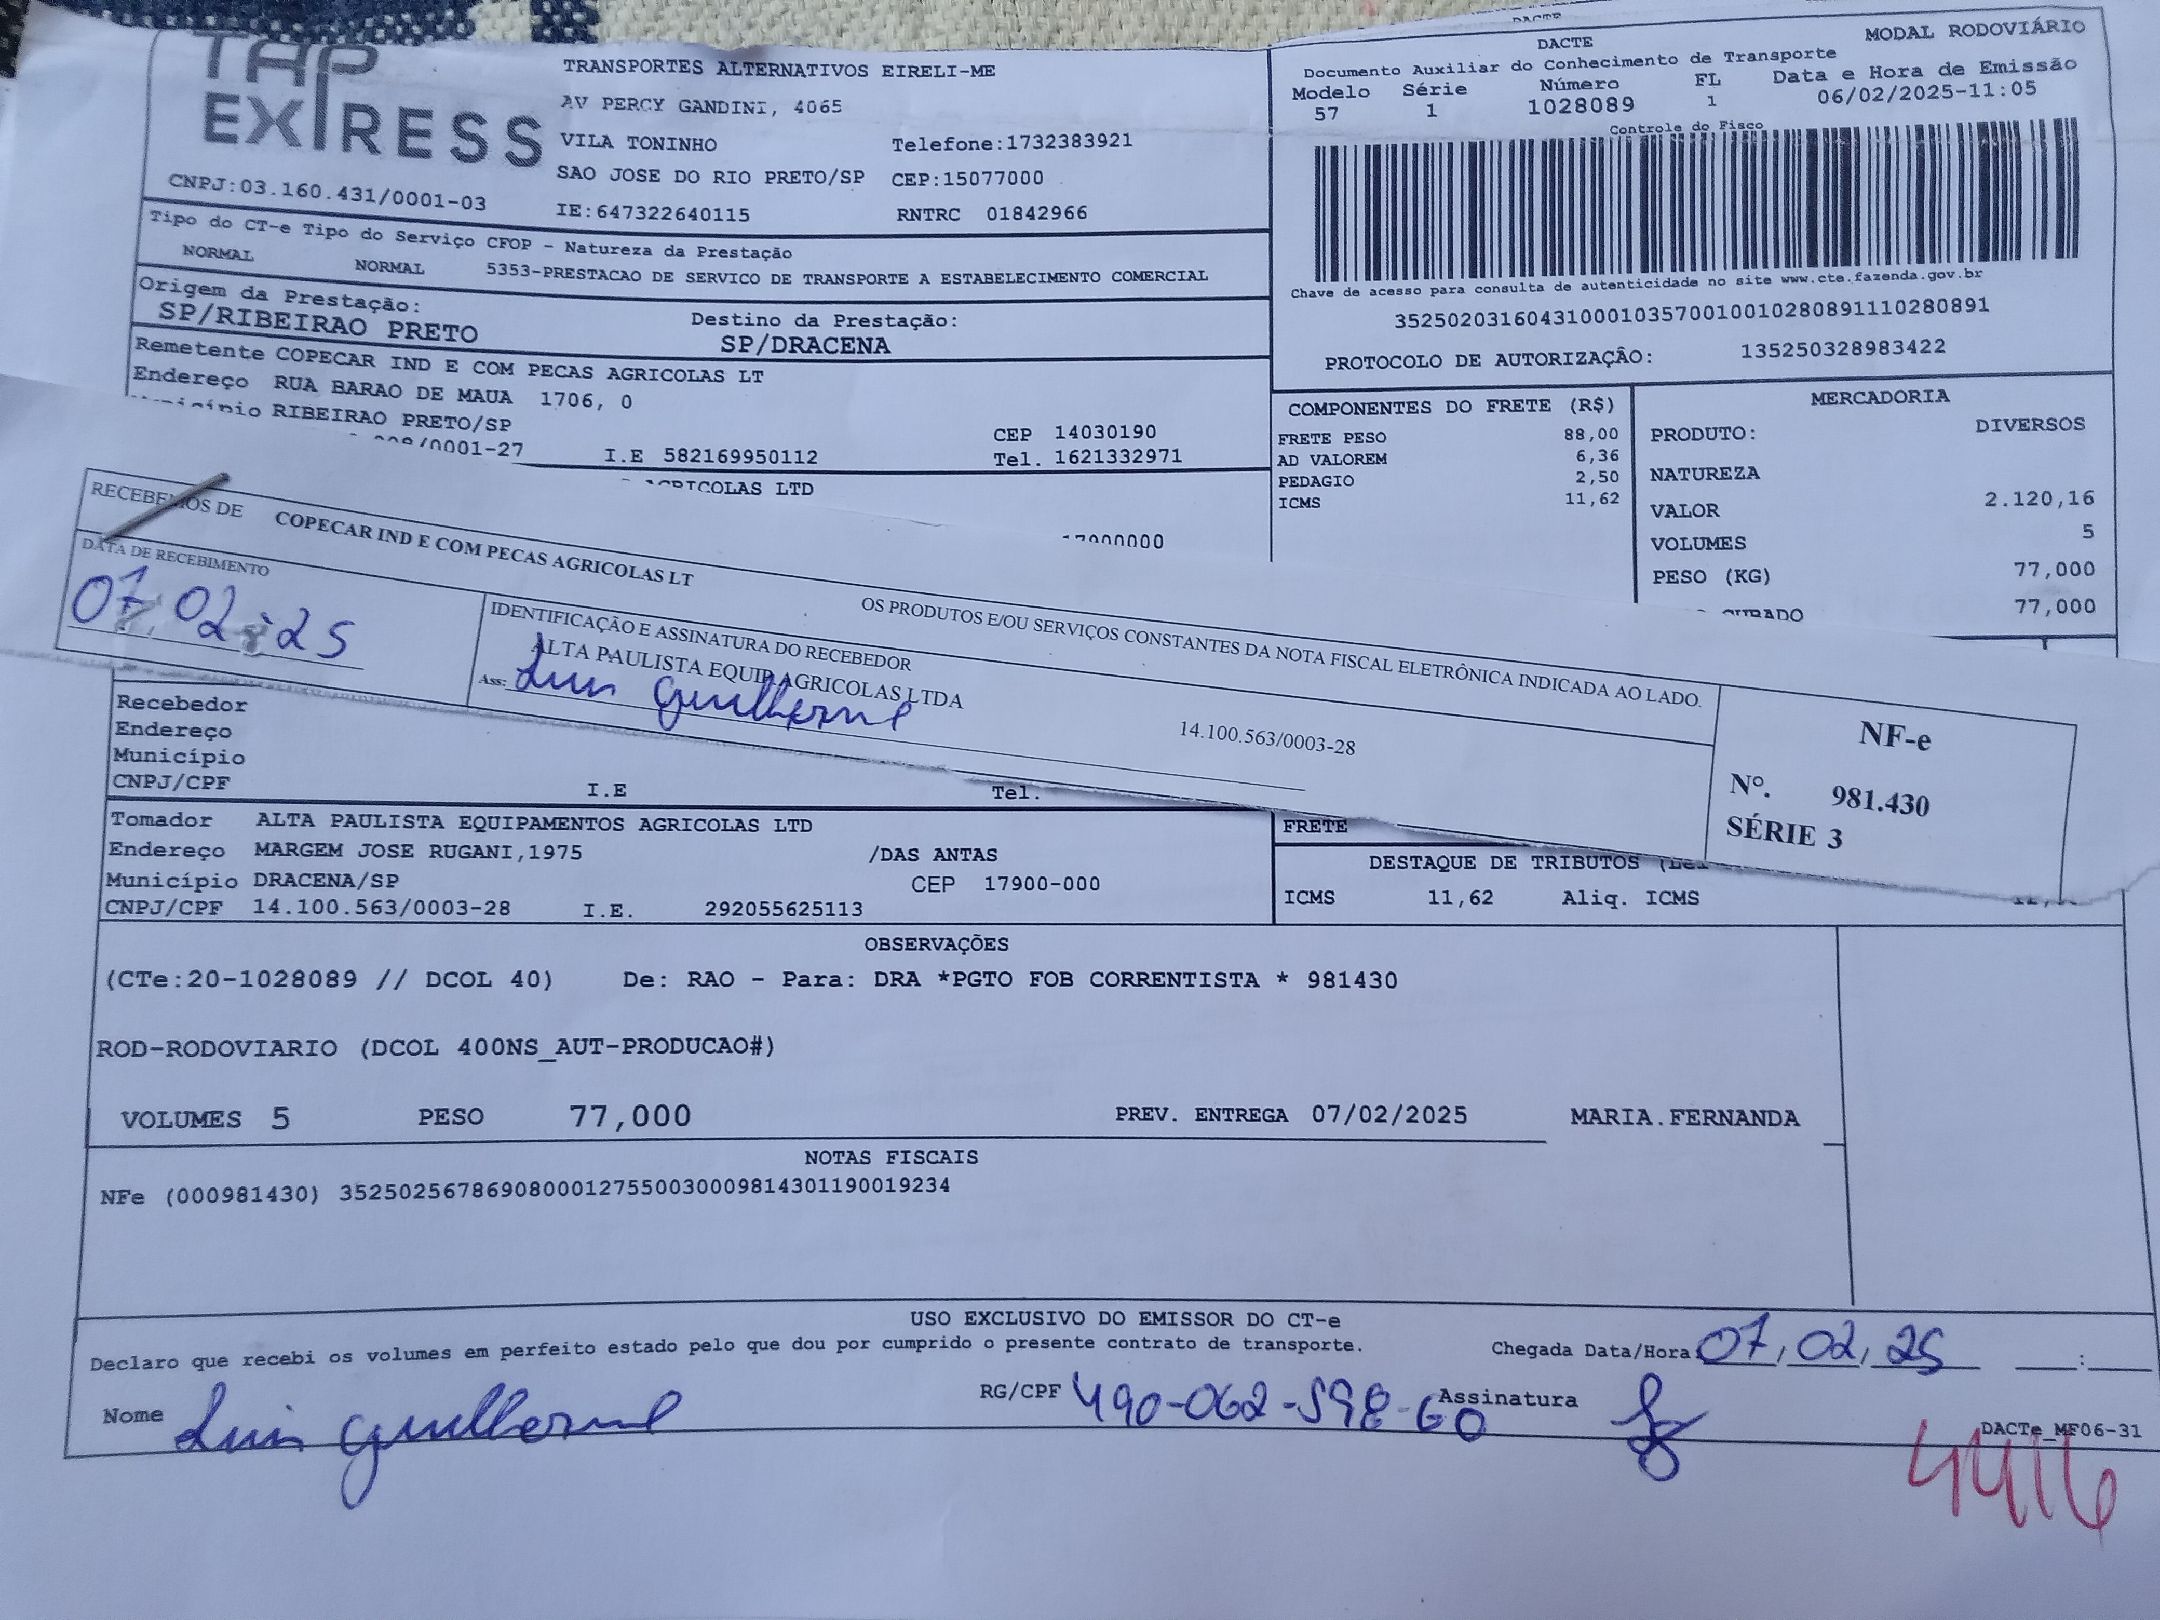 TAP
EXPRESS
CNPJ:03.160.431/0001-03
TRANSPORTES ALTERNATIVOS EIRELI-ME
AV PERCY GANDINI, 4065
VILA TONINHO Telefone:1732383921
SAO JOSE DO RIO PRETO/SP CEP:15077000
IE:647322640115 RNTRC 01842966
DACTE
DACTE MODAL RODOVIÁRIO
Documento Auxiliar do Conhecimento de Transporte
Modelo Série Número FL Data e Hora de Emissão
57 1 1028089 1 06/02/2025-11:05
Controle do Fisco
Chave de acesso para consulta de autenticidade no site www.cte.fazenda.gov.br
35250203160431000103570010010280891110280891
PROTOCOLO DE AUTORIZAÇÃO: 135250328983422
Tipo do CT-e Tipo do Serviço CFOP - Natureza da Prestação
NORMAL NORMAL 5353-PRESTACAO DE SERVICO DE TRANSPORTE A ESTABELECIMENTO COMERCIAL
Origem da Prestação: Destino da Prestação:
SP/RIBEIRAO PRETO SP/DRACENA
Remetente COPECAR IND E COM PECAS AGRICOLAS LT
Endereço RUA BARAO DE MAUA 1706, 0
RIBEIRAO PRETO/SP CEP 14030190
/0001-27 I.E 582169950112 Tel. 1621332971
AGRICOLAS LTD
17900000
COMPONENTES DO FRETE (R$)
FRETE PESO 88,00
AD VALOREM 6,36
PEDAGIO 2,50
ICMS 11,62
MERCADORIA
PRODUTO: DIVERSOS
NATUREZA
VALOR 2.120,16
VOLUMES 5
PESO (KG) 77,000
77,000
RECEBEMOS DE COPECAR IND E COM PECAS AGRICOLAS LT OS PRODUTOS E/OU SERVIÇOS CONSTANTES DA NOTA FISCAL ELETRÔNICA INDICADA AO LADO.
DATA DE RECEBIMENTO
07.02.25
IDENTIFICAÇÃO E ASSINATURA DO RECEBEDOR
ALTA PAULISTA EQUIP AGRICOLAS LTDA 14.100.563/0003-28
Ass: Luis Guilherme
NF-e
Nº. 981.430
SÉRIE 3
Recebedor
Endereço
Município
CNPJ/CPF I.E Tel.
Tomador ALTA PAULISTA EQUIPAMENTOS AGRICOLAS LTD
Endereço MARGEM JOSE RUGANI,1975 /DAS ANTAS
Município DRACENA/SP CEP 17900-000
CNPJ/CPF 14.100.563/0003-28 I.E. 292055625113
FRETE
DESTAQUE DE TRIBUTOS
ICMS 11,62 Aliq. ICMS
OBSERVAÇÕES
(CTe:20-1028089 // DCOL 40) De: RAO - Para: DRA *PGTO FOB CORRENTISTA * 981430
ROD-RODOVIARIO (DCOL 400NS_AUT-PRODUCAO#)
VOLUMES 5 PESO 77,000 PREV. ENTREGA 07/02/2025 MARIA.FERNANDA
NOTAS FISCAIS
NFe (000981430) 35250256786908000127550030009814301190019234
USO EXCLUSIVO DO EMISSOR DO CT-e
Declaro que recebi os volumes em perfeito estado pelo que dou por cumprido o presente contrato de transporte. Chegada Data/Hora 07,02,25 :
Nome Luis Guilherme RG/CPF 490-062-598-60 Assinatura
DACTe_MF06-31
4416